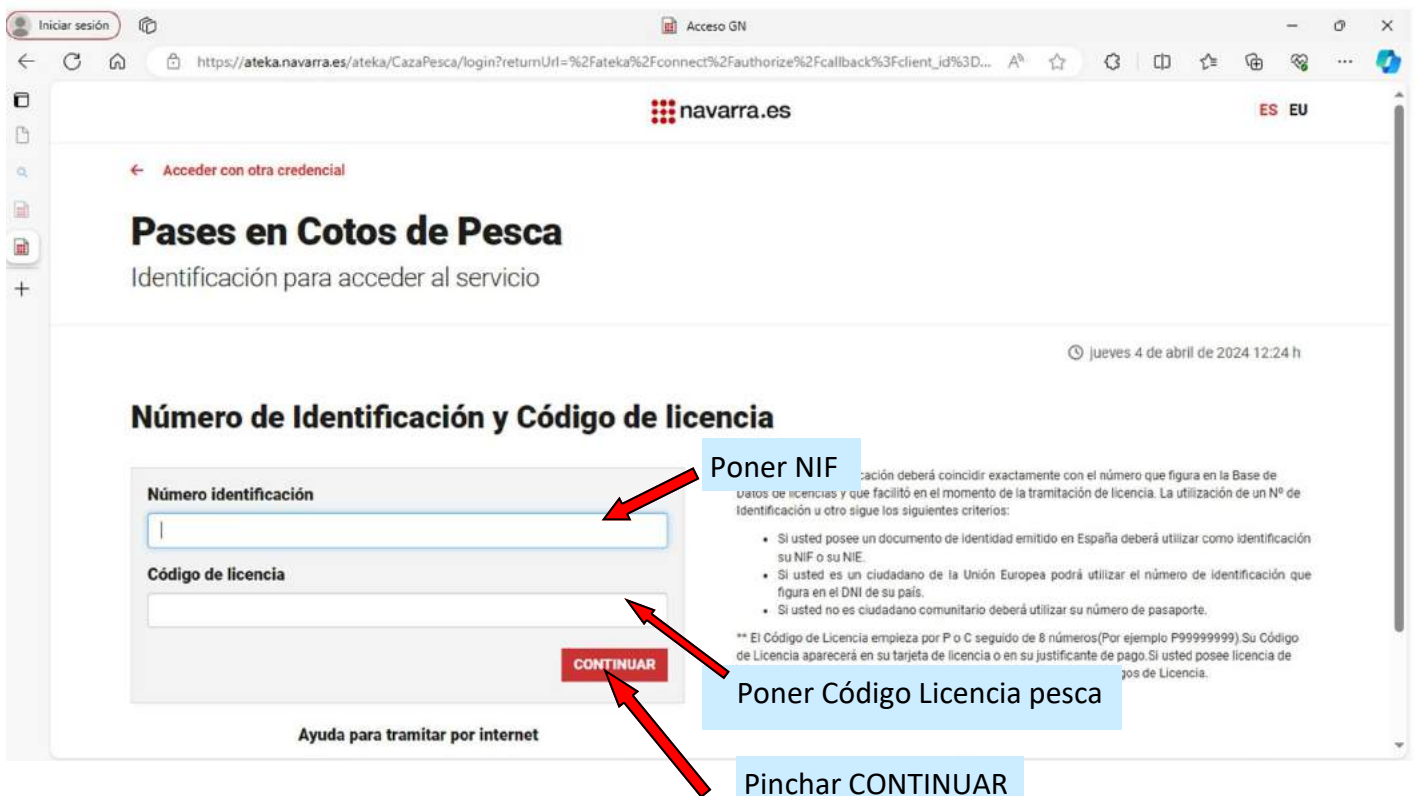 Iniciar sesión
Acceso GN
https://ateka.navarra.es/ateka/CazaPesca/login?returnUrl=%2Fateka%2Fconnect%2Fauthorize%2Fcallback%3Fclient_id%3D...
navarra.es
ES EU
← Acceder con otra credencial
Pases en Cotos de Pesca
Identificación para acceder al servicio
jueves 4 de abril de 2024 12:24 h
Número de Identificación y Código de licencia
Poner NIF
Número identificación
Código de licencia
CONTINUAR
Ayuda para tramitar por internet
cación deberá coincidir exactamente con el número que figura en la Base de
Datos de licencias y que facilitó en el momento de la tramitación de licencia. La utilización de un Nº de
Identificación u otro sigue los siguientes criterios:
• Si usted posee un documento de identidad emitido en España deberá utilizar como identificación
su NIF o su NIE.
• Si usted es un ciudadano de la Unión Europea podrá utilizar el número de identificación que
figura en el DNI de su país.
• Si usted no es ciudadano comunitario deberá utilizar su número de pasaporte.
** El Código de Licencia empieza por P o C seguido de 8 números(Por ejemplo P99999999).Su Código
de Licencia aparecerá en su tarjeta de licencia o en su justificante de pago.Si usted posee licencia de
gos de Licencia.
Poner Código Licencia pesca
Pinchar CONTINUAR